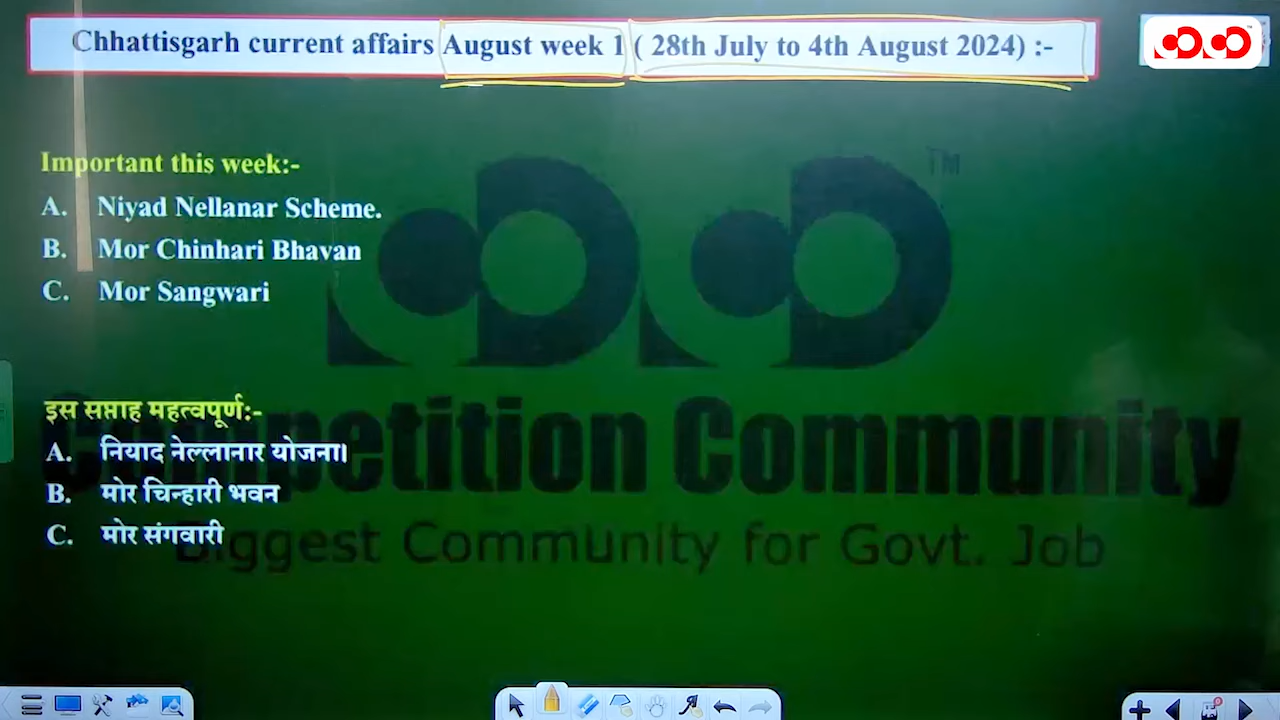 Chhattisgarh current affairs August week 1 ( 28th July to 4th August 2024) :-
TM
Important this week:-
A. Niyad Nellanar Scheme.
B. Mor Chinhari Bhavan
C. Mor Sangwari
इस सप्ताह महत्वपूर्ण:-
Competition Community
A. नियाद नेल्लानार योजना।
B. मोर चिन्हारी भवन
C. मोर संगवारी
Biggest Community for Govt. Job